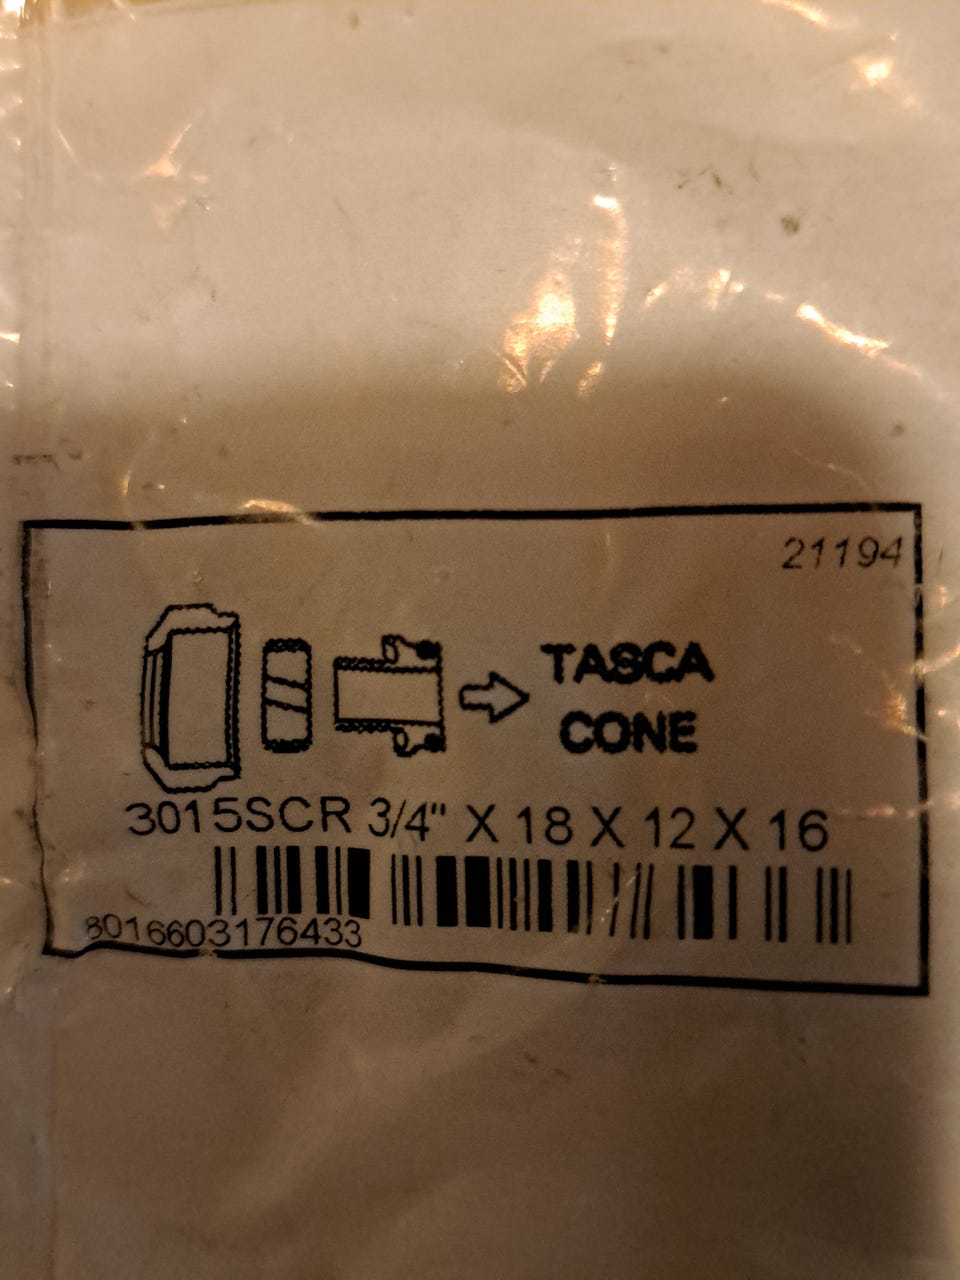 21194
TASCA
CONE
3015SCR 3/4" X 18 X 12 X 16
8016603176433